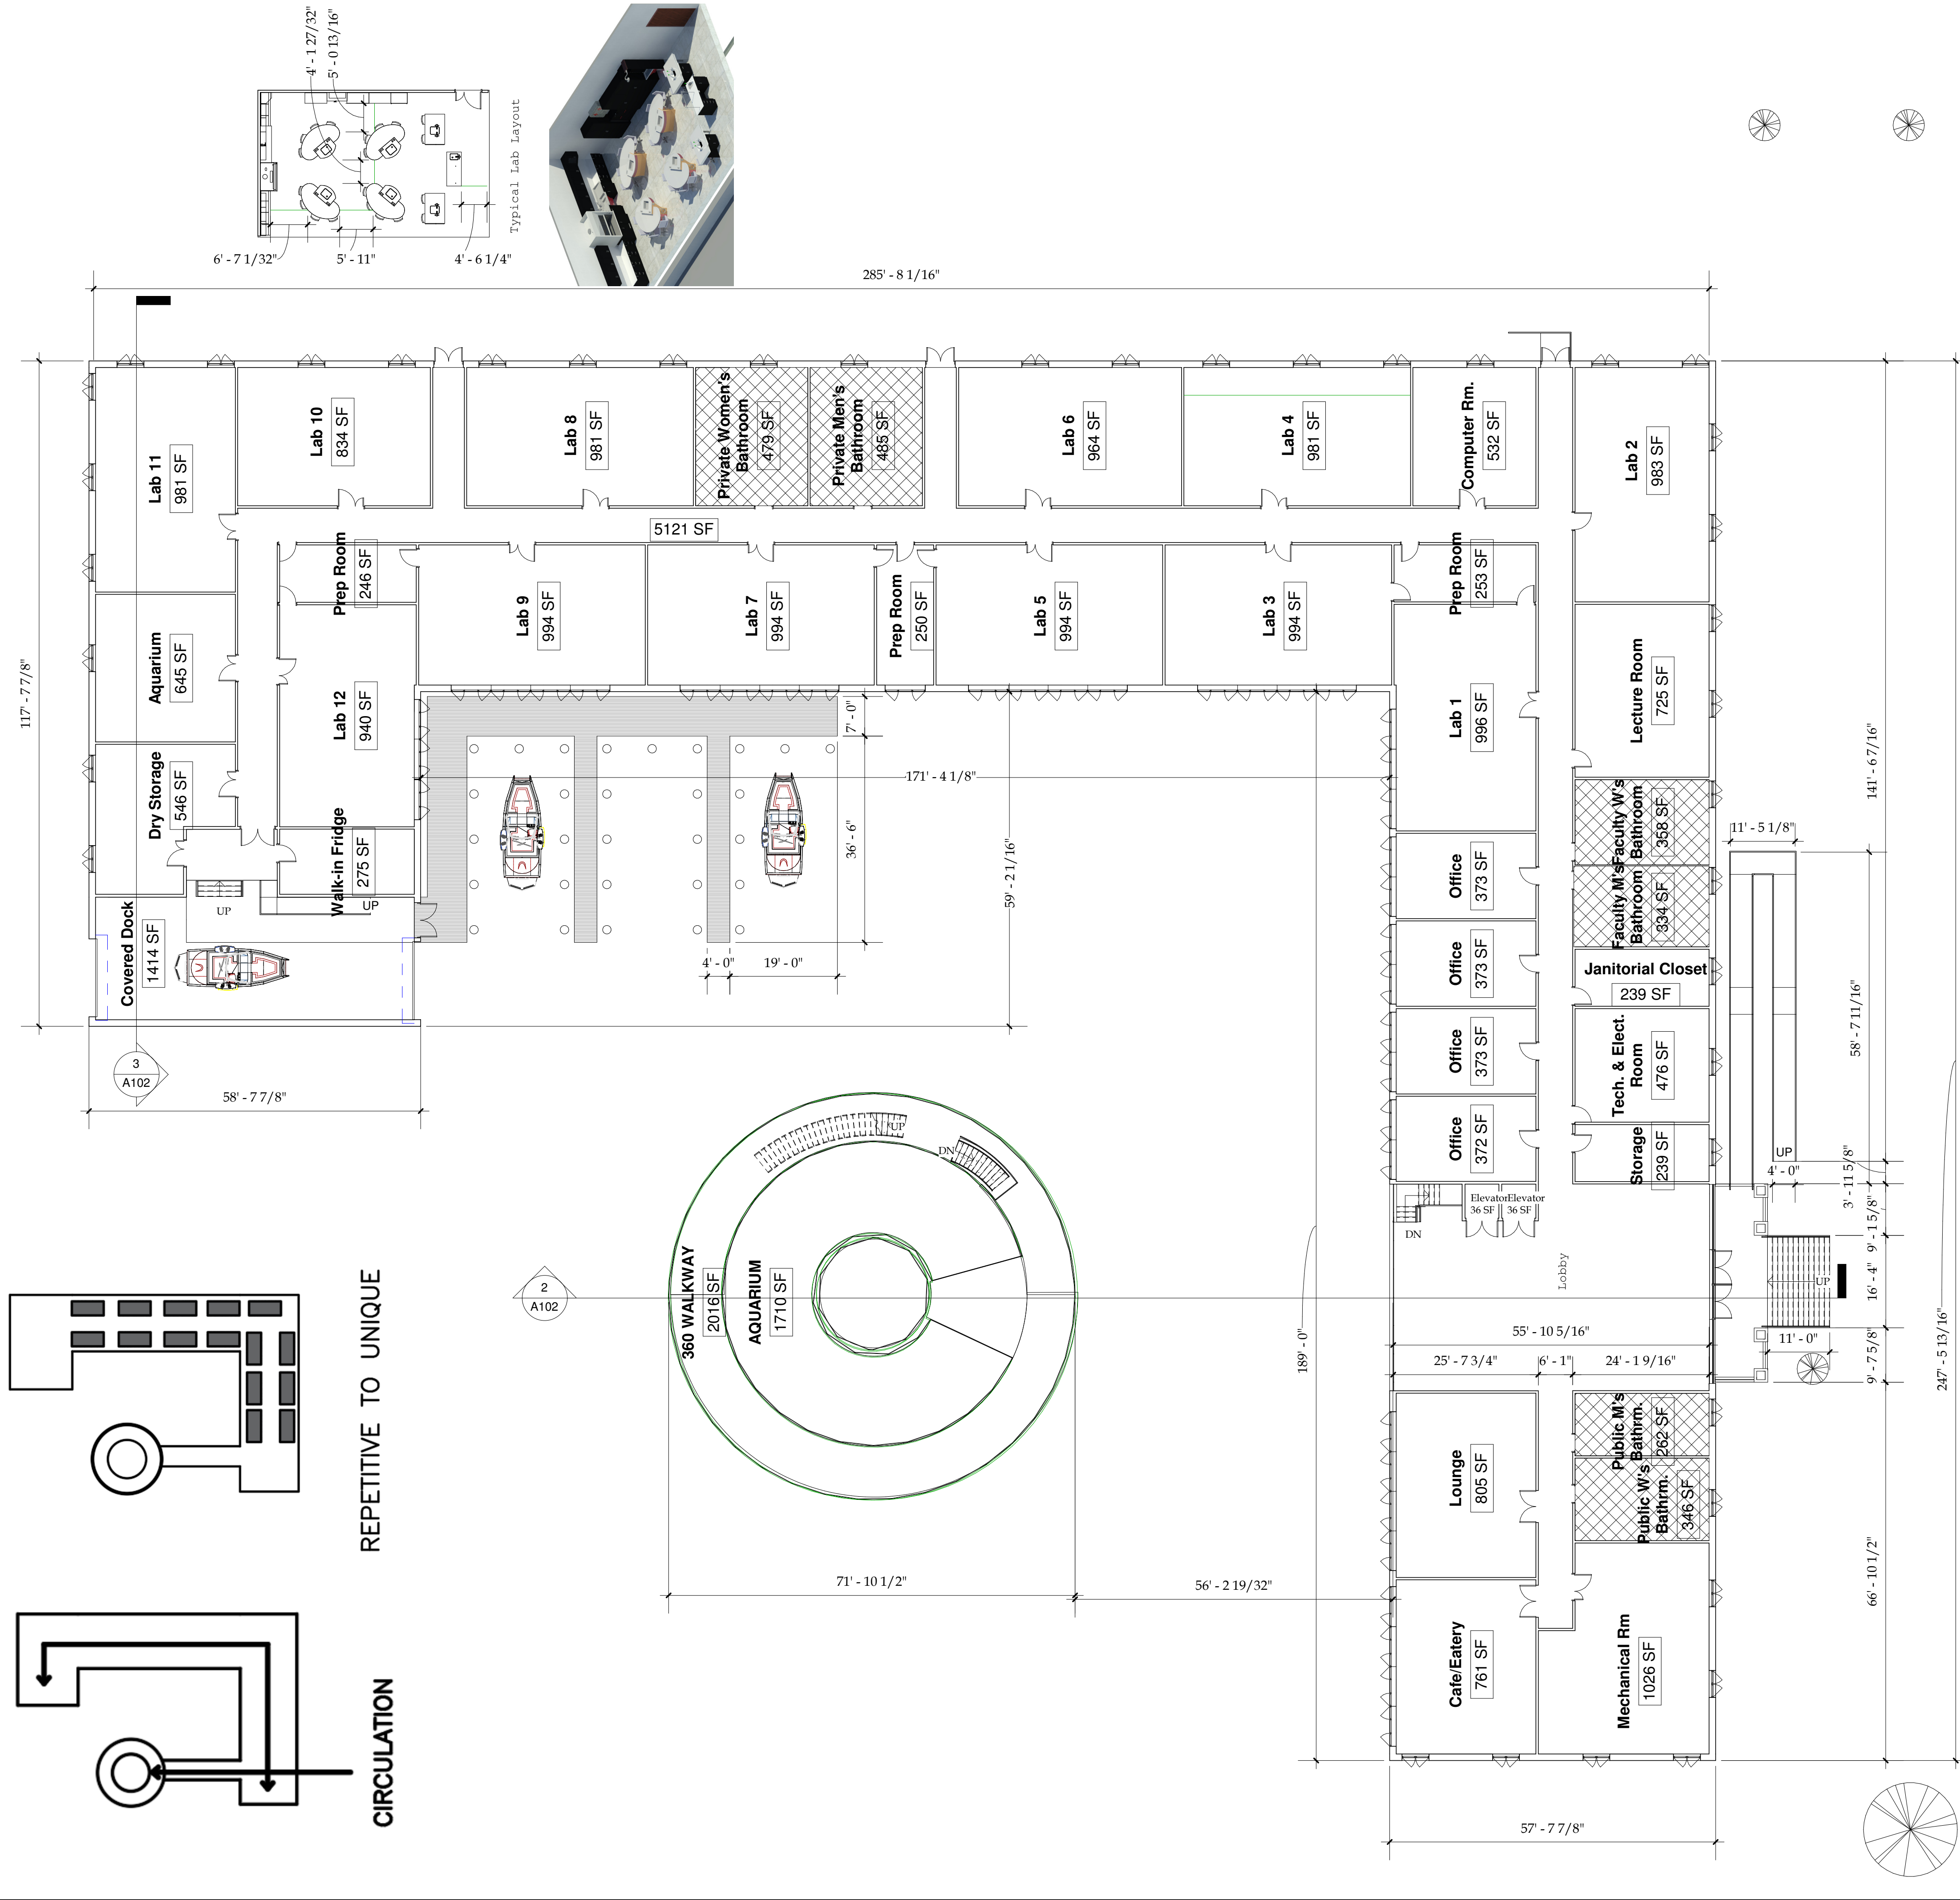 4' - 1 27/32"
5' - 0 13/16"
6' - 7 1/32"
5' - 11"
4' - 6 1/4"
Typical Lab Layout
285' - 8 1/16"
117' - 7 7/8"
Lab 11
981 SF
Lab 10
834 SF
Lab 8
981 SF
Private Women's
Bathroom
479 SF
Private Men's
Bathroom
485 SF
Lab 6
964 SF
Lab 4
981 SF
Computer Rm.
532 SF
Lab 2
983 SF
5121 SF
Prep Room
246 SF
Lab 9
994 SF
Lab 7
994 SF
Prep Room
250 SF
Lab 5
994 SF
Lab 3
994 SF
Prep Room
253 SF
Aquarium
645 SF
Lab 12
940 SF
Lab 1
996 SF
Lecture Room
725 SF
Dry Storage
546 SF
Walk-in Fridge
275 SF
UP
UP
Covered Dock
1414 SF
7' - 0"
36' - 6"
171' - 4 1/8"
59' - 2 1/16"
4' - 0"
19' - 0"
Faculty W's
Bathroom
358 SF
Faculty M's
Bathroom
334 SF
Office
373 SF
Office
373 SF
Office
373 SF
Office
372 SF
Janitorial Closet
239 SF
Tech. & Elect.
Room
476 SF
Storage
239 SF
11' - 5 1/8"
141' - 6 7/16"
58' - 7 11/16"
UP
4' - 0"
3' - 11 5/8"
9' - 1 5/8"
16' - 4"
9' - 7 5/8"
247' - 5 13/16"
3
A102
58' - 7 7/8"
UP
DN
360 WALKWAY
2016 SF
AQUARIUM
1710 SF
2
A102
Elevator
36 SF
Elevator
36 SF
DN
Lobby
UP
11' - 0"
55' - 10 5/16"
25' - 7 3/4"
6' - 1"
24' - 1 9/16"
189' - 0"
Lounge
805 SF
Public M's
Bathrm.
262 SF
Public W's
Bathrm.
346 SF
Cafe/Eatery
761 SF
Mechanical Rm
1026 SF
71' - 10 1/2"
56' - 2 19/32"
66' - 10 1/2"
57' - 7 7/8"
REPETITIVE TO UNIQUE
CIRCULATION